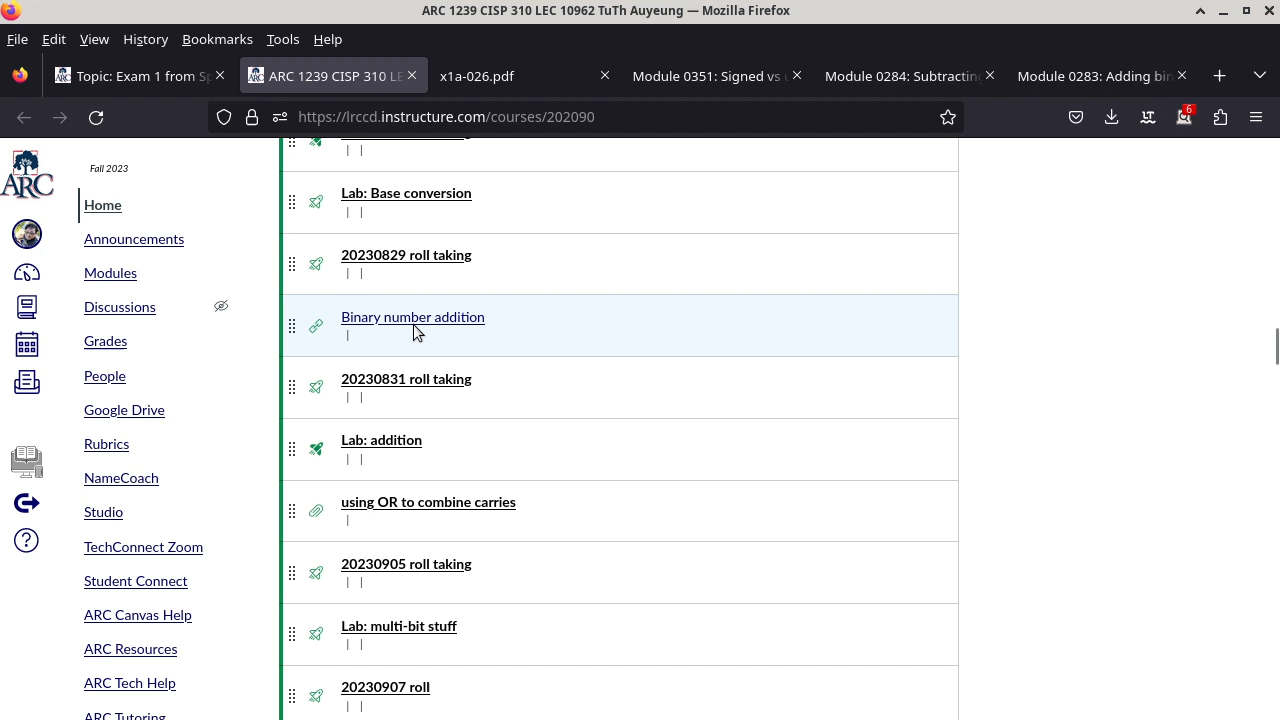 ARC 1239 CISP 310 LEC 10962 TuTh Auyeung — Mozilla Firefox
File Edit View History Bookmarks Tools Help
Topic: Exam 1 from Sp
ARC 1239 CISP 310 LE
x1a-026.pdf
Module 0351: Signed vs
Module 0284: Subtractin
Module 0283: Adding bin
https://lrccd.instructure.com/courses/202090
6
ARC
Fall 2023
Home
Announcements
Modules
Discussions
Grades
People
Google Drive
Rubrics
NameCoach
Studio
TechConnect Zoom
Student Connect
ARC Canvas Help
ARC Resources
ARC Tech Help
ARC Tutoring
| |
Lab: Base conversion
| |
20230829 roll taking
| |
Binary number addition
|
20230831 roll taking
| |
Lab: addition
| |
using OR to combine carries
|
20230905 roll taking
| |
Lab: multi-bit stuff
| |
20230907 roll
| |